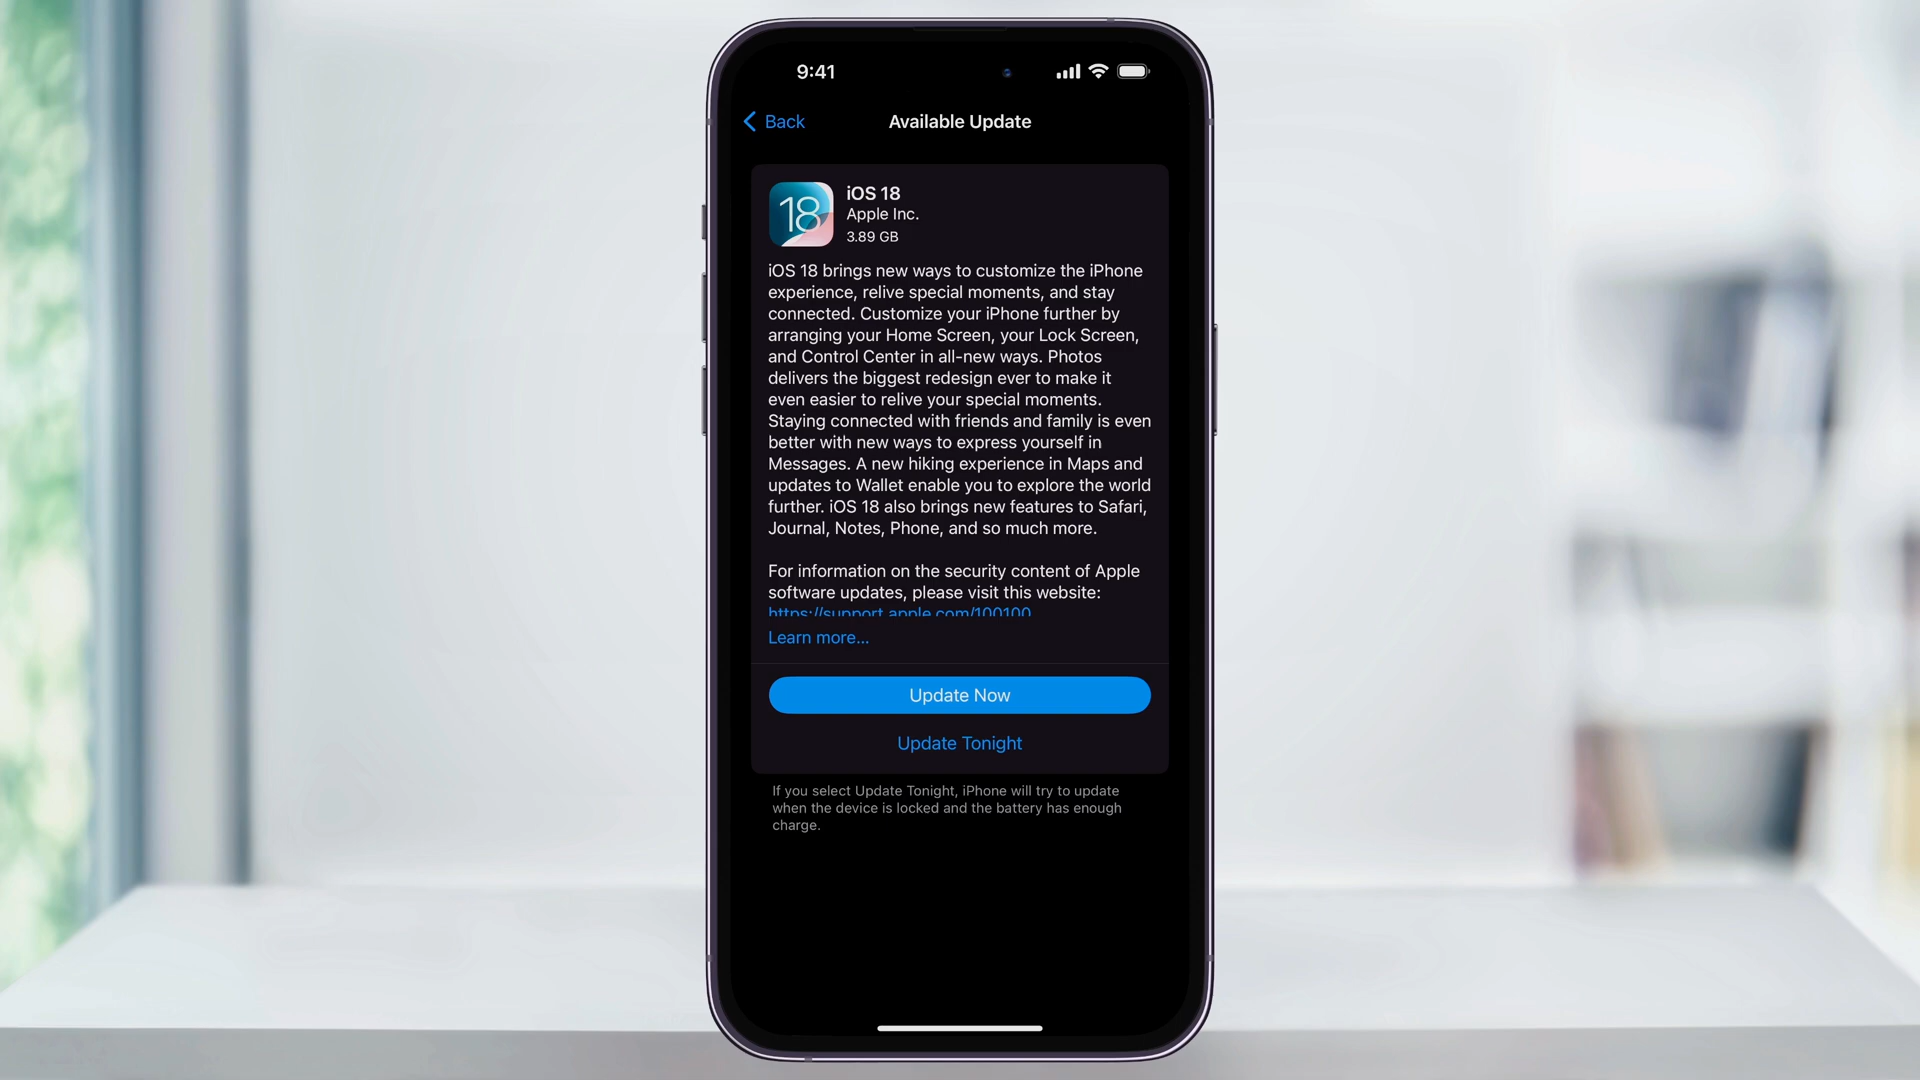 9:41
Back
Available Update
18
iOS 18
Apple Inc.
3.89 GB
iOS 18 brings new ways to customize the iPhone
experience, relive special moments, and stay
connected. Customize your iPhone further by
arranging your Home Screen, your Lock Screen,
and Control Center in all-new ways. Photos
delivers the biggest redesign ever to make it
even easier to relive your special moments.
Staying connected with friends and family is even
better with new ways to express yourself in
Messages. A new hiking experience in Maps and
updates to Wallet enable you to explore the world
further. iOS 18 also brings new features to Safari,
Journal, Notes, Phone, and so much more.
For information on the security content of Apple
software updates, please visit this website:
https://support.apple.com/100100
Learn more...
Update Now
Update Tonight
If you select Update Tonight, iPhone will try to update
when the device is locked and the battery has enough
charge.